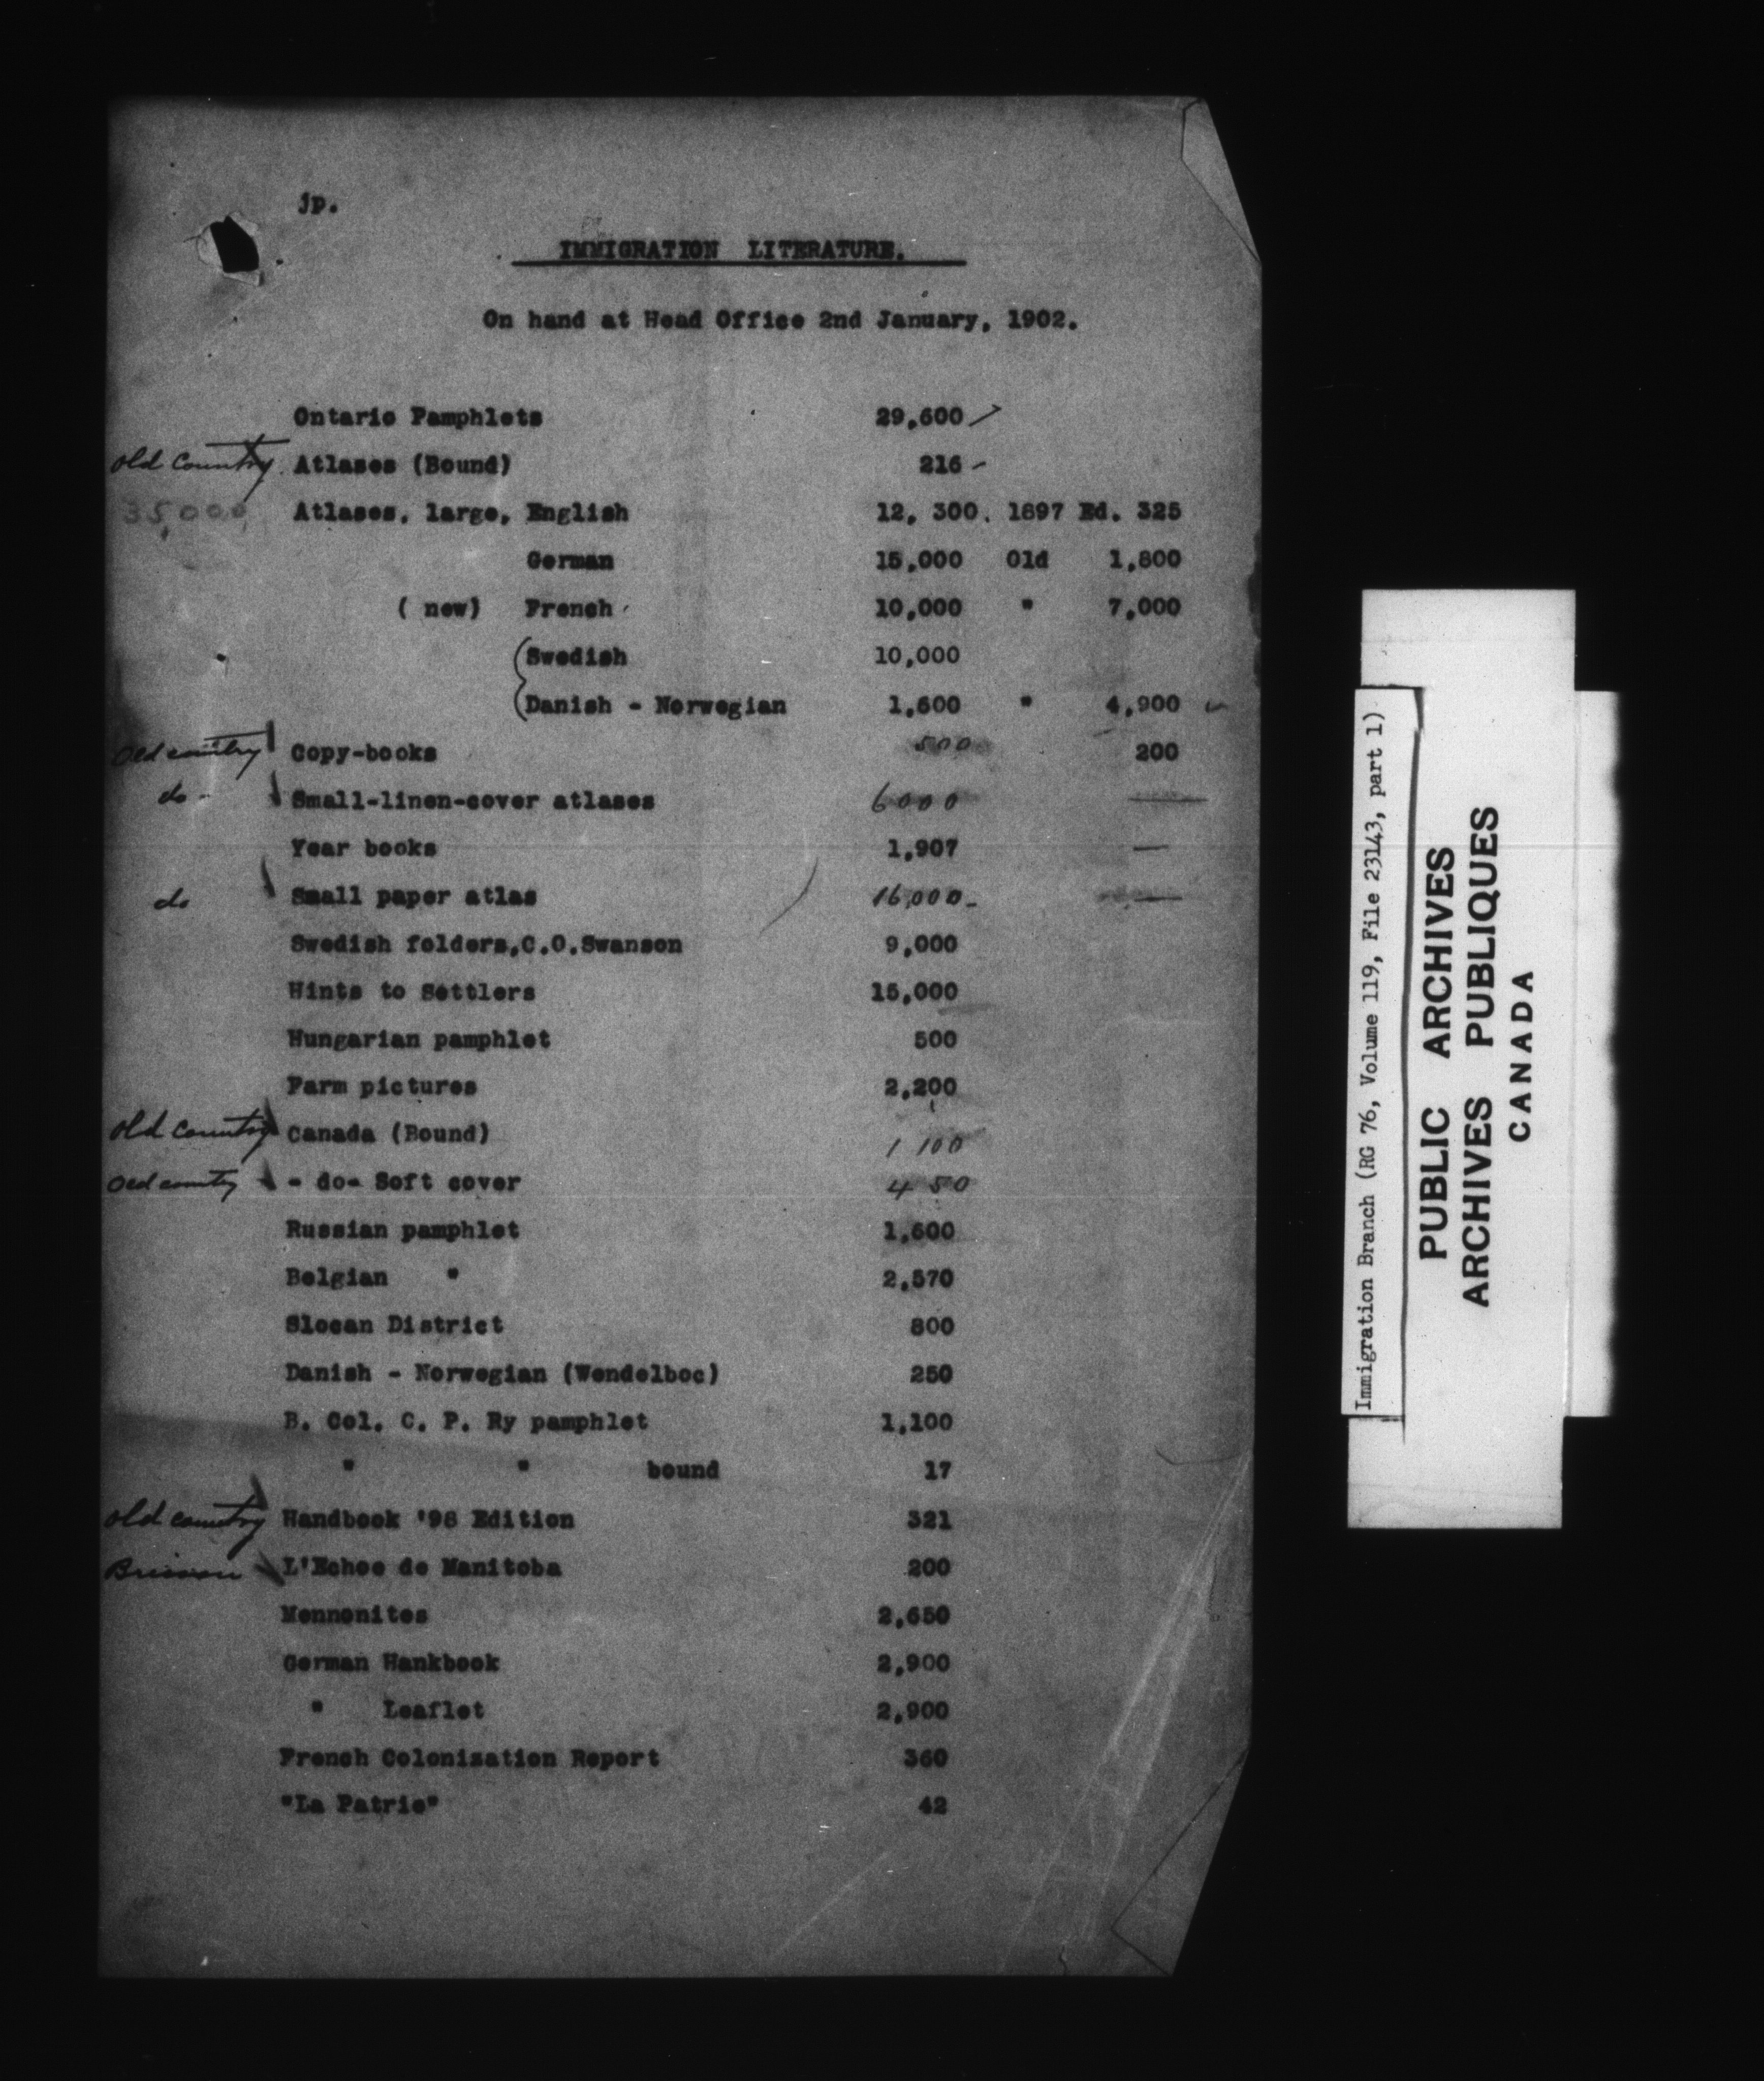 jp.
IMMIGRATION LITERATURE.
On hand at Head Office 2nd January, 1902.
Ontario Pamphlets 29,600
Old Country Atlases (Bound) 216
35,000 Atlases, large, English 12, 300. 1897 Ed. 325
German 15,000 Old 1,800
( new) French 10,000 " 7,000
Swedish 10,000
Danish - Norwegian 1,600 " 4,900
Old country Copy-books 500 200
do - Small-linen-cover atlases 6000 —
Year books 1,907 —
do Small paper atlas 16,000 - —
Swedish folders,C.O.Swanson 9,000
Hints to Settlers 15,000
Hungarian pamphlet 500
Farm pictures 2,200
Old Country Canada (Bound) 1 100
Old country - do- Soft cover 450
Russian pamphlet 1,600
Belgian " 2,570
Slocan District 800
Danish - Norwegian (Wendelboc) 250
B. Col. C. P. Ry pamphlet 1,100
" " bound 17
Old country Handbook '98 Edition 321
L'Echoe de Manitoba 200
Mennonites 2,650
German Hankbook 2,900
" Leaflet 2,900
French Colonization Report 360
"La Patrie" 42
Immigration Branch (RG 76, Volume 119, File 23143, part 1)
PUBLIC ARCHIVES
ARCHIVES PUBLIQUES
CANADA